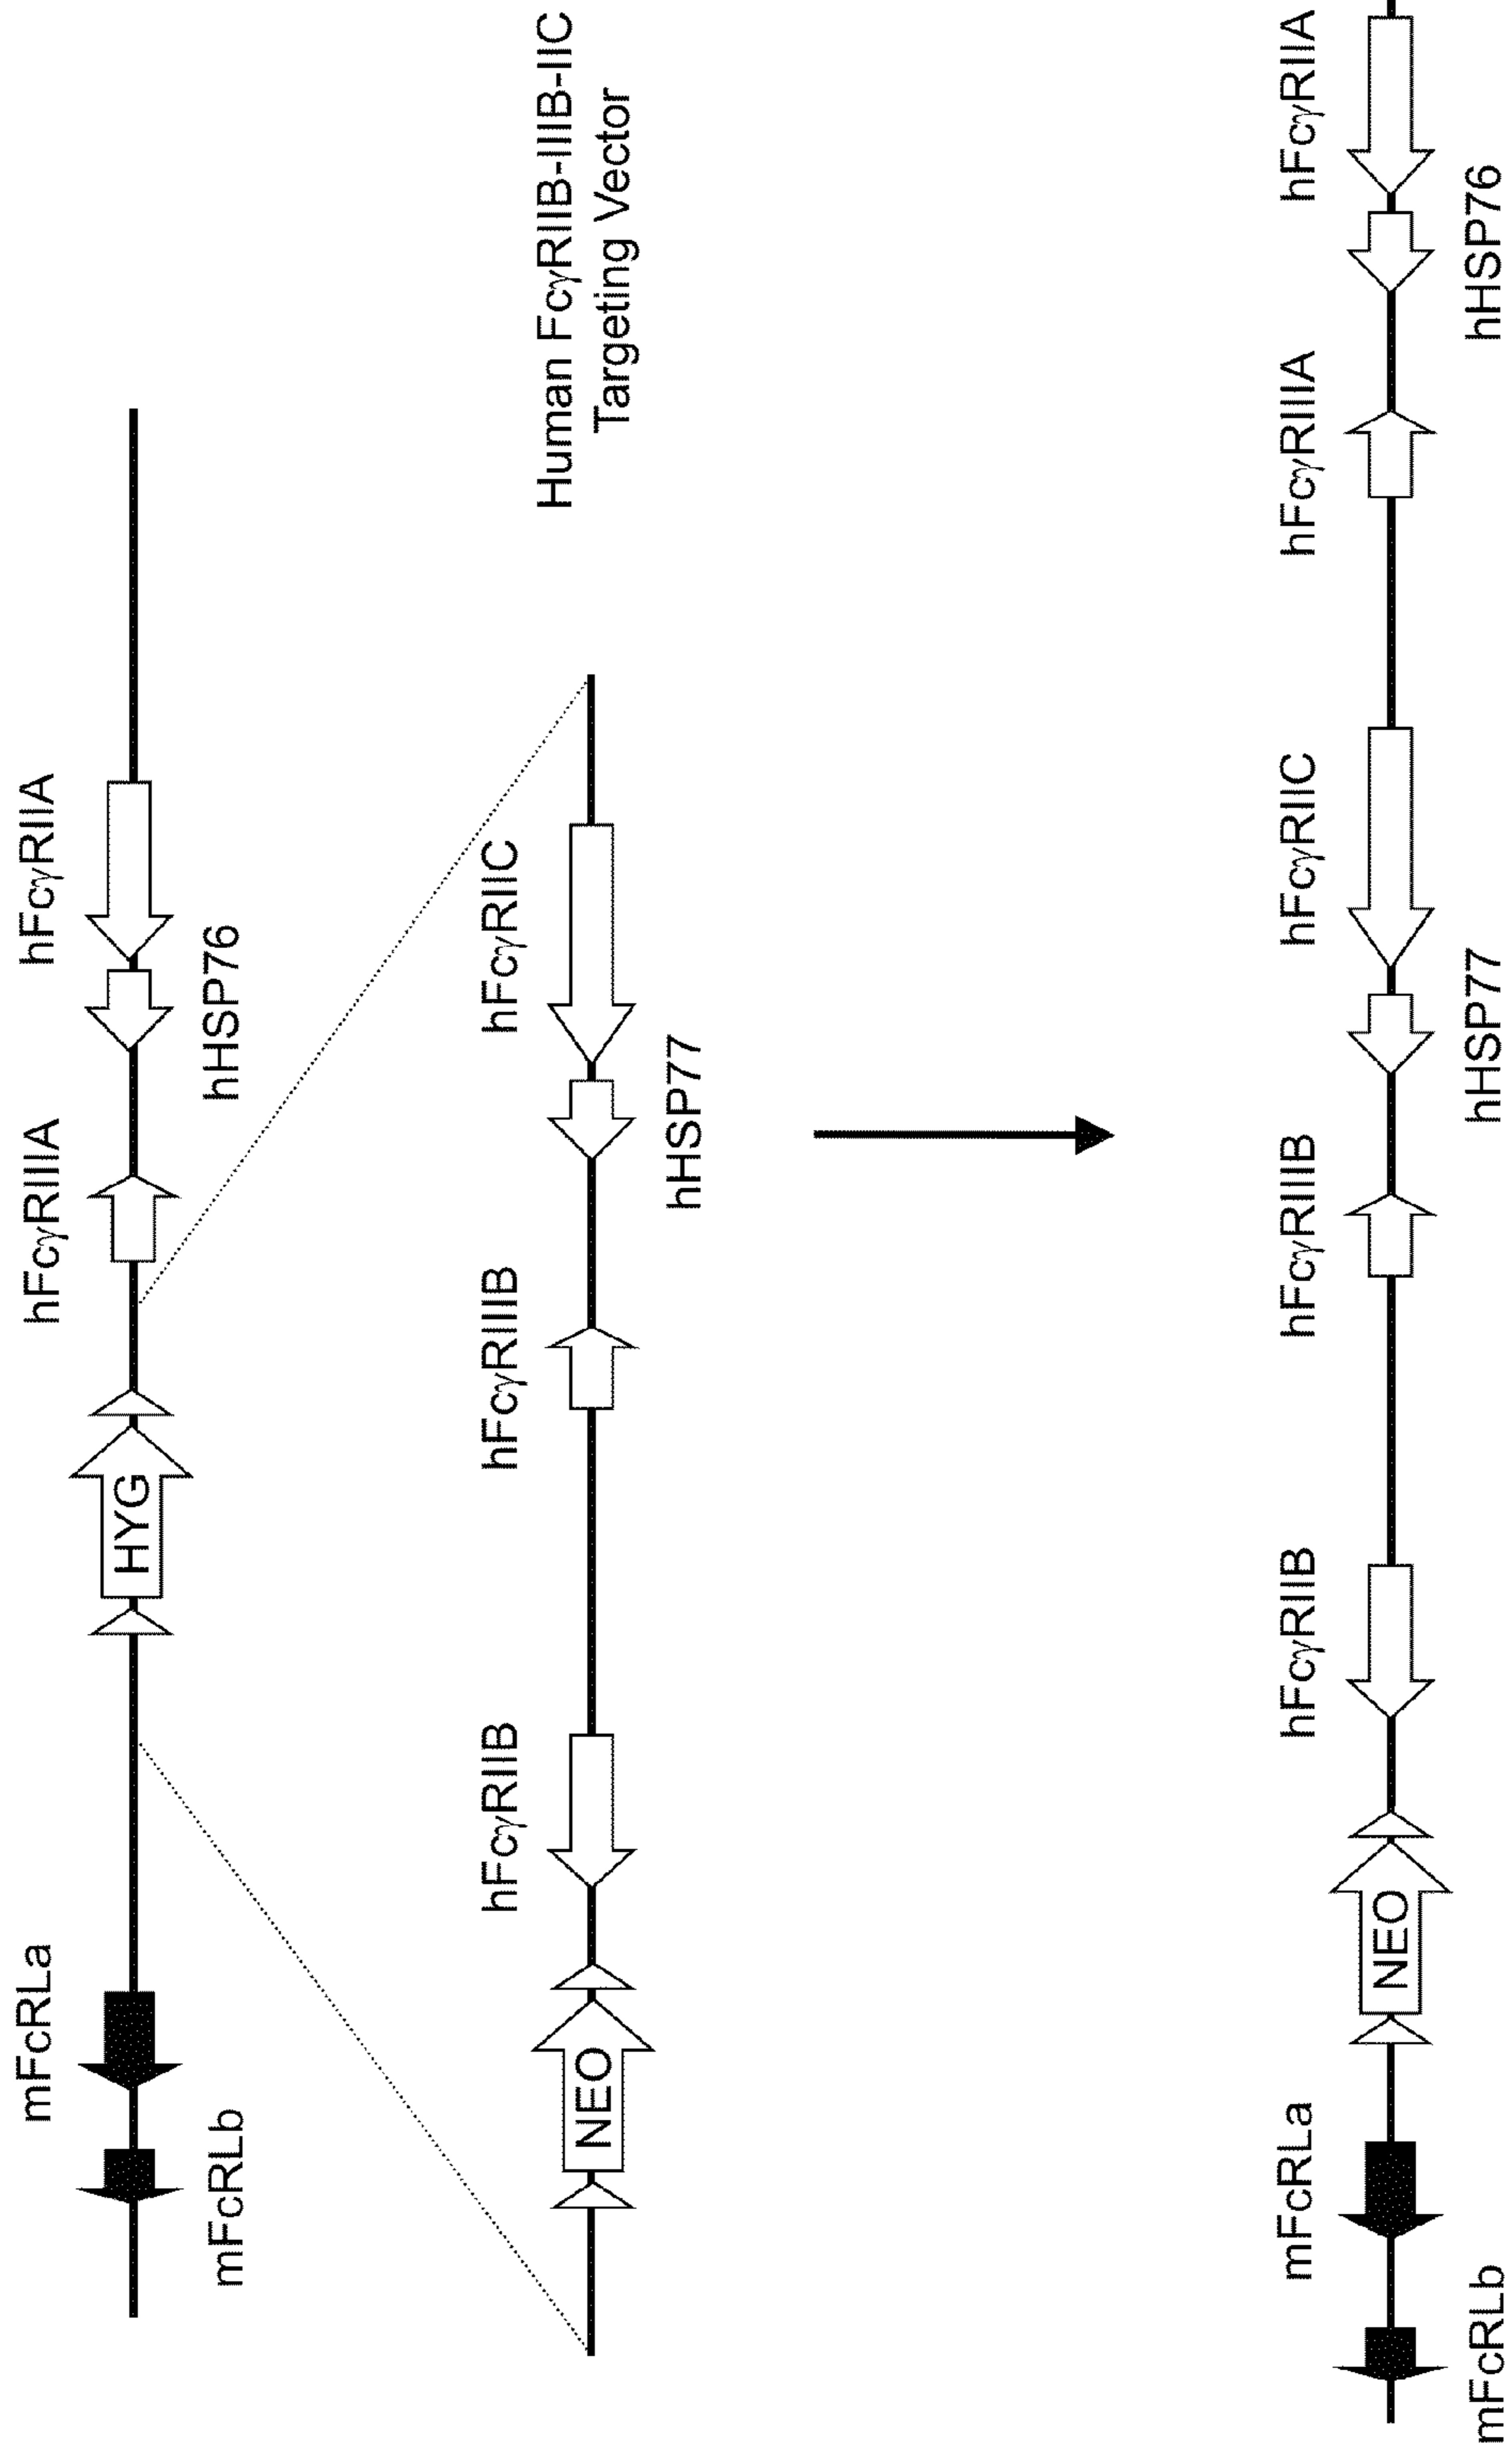 mFcRLa
hFcγRIIIA
hFcγRIIA
HYG
mFcRLb
hHSP76
Human FcγRIIB-IIIB-IIC
Targeting Vector
hFcγRIIB
hFcγRIIIB
hFcγRIIC
NEO
hHSP77
mFcRLa
hFcγRIIB
hFcγRIIIB
hFcγRIIC
hFcγRIIIA
hFcγRIIA
NEO
mFcRLb
hHSP77
hHSP76